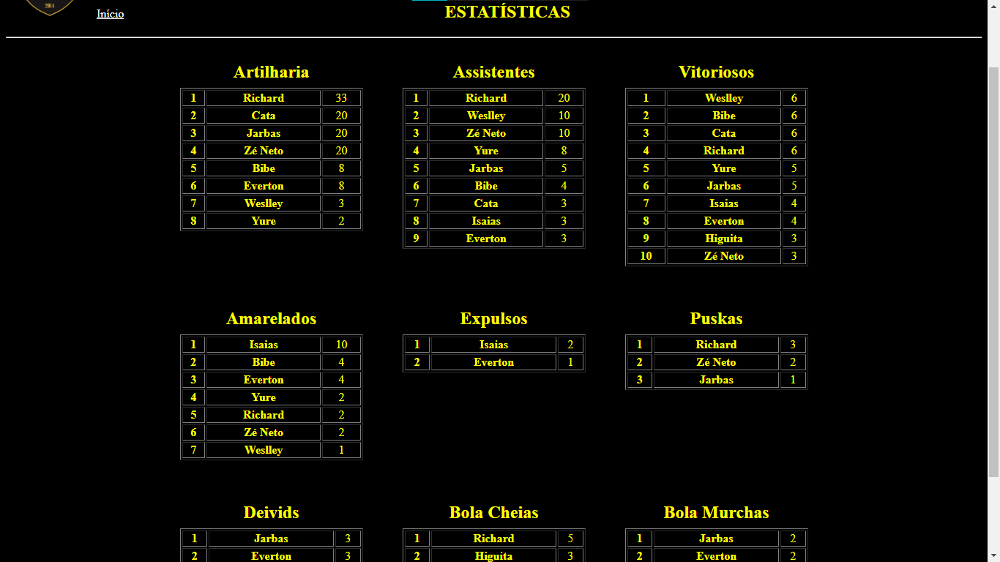 2014
Início
ESTATÍSTICAS
Artilharia
1 Richard 33
2 Cata 20
3 Jarbas 20
4 Zé Neto 20
5 Bibe 8
6 Everton 8
7 Weslley 3
8 Yure 2
Assistentes
1 Richard 20
2 Weslley 10
3 Zé Neto 10
4 Yure 8
5 Jarbas 5
6 Bibe 4
7 Cata 3
8 Isaias 3
9 Everton 3
Vitoriosos
1 Weslley 6
2 Bibe 6
3 Cata 6
4 Richard 6
5 Yure 5
6 Jarbas 5
7 Isaias 4
8 Everton 4
9 Higuita 3
10 Zé Neto 3
Amarelados
1 Isaias 10
2 Bibe 4
3 Everton 4
4 Yure 2
5 Richard 2
6 Zé Neto 2
7 Weslley 1
Expulsos
1 Isaias 2
2 Everton 1
Puskas
1 Richard 3
2 Zé Neto 2
3 Jarbas 1
Deivids
1 Jarbas 3
2 Everton 3
Bola Cheias
1 Richard 5
2 Higuita 3
Bola Murchas
1 Jarbas 2
2 Everton 2